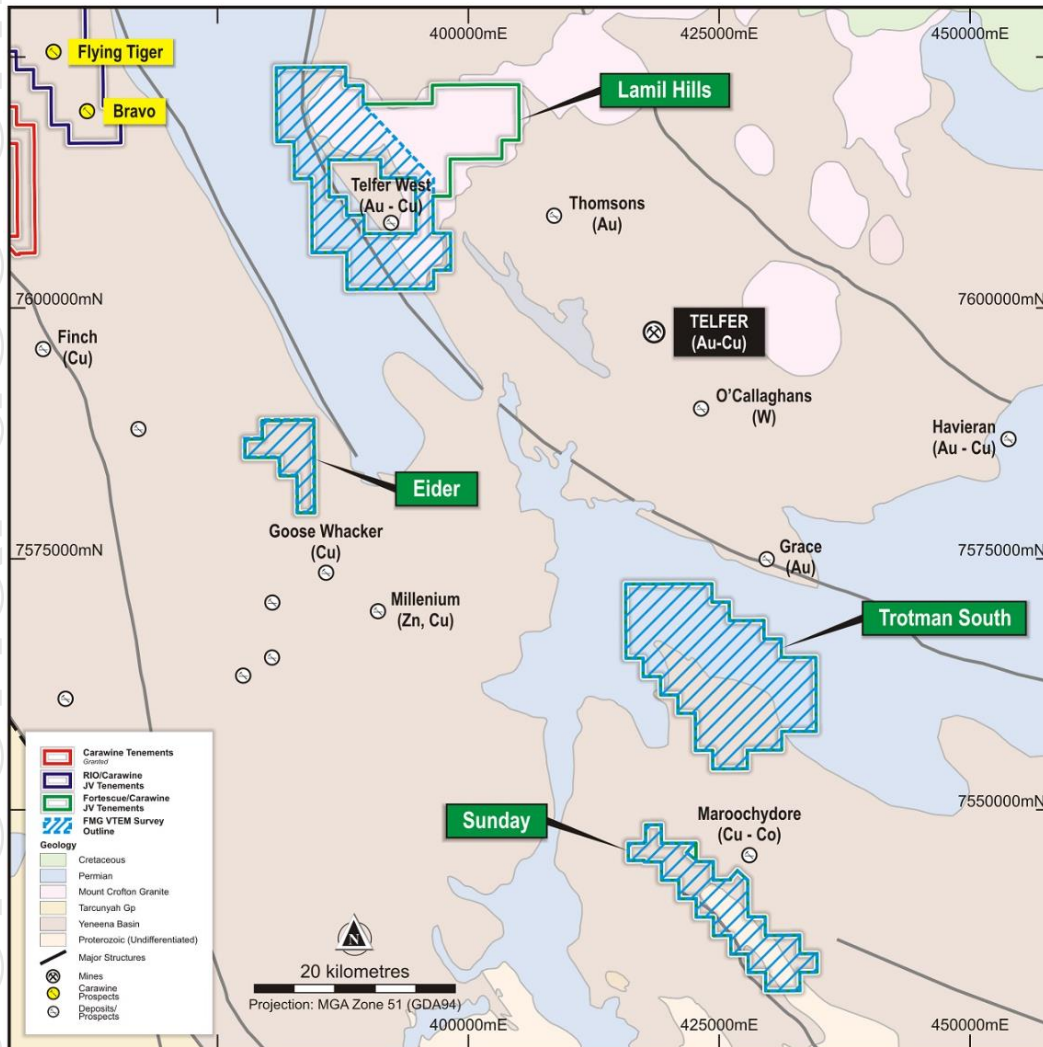 400000mE
425000mE
450000mE
Flying Tiger
Bravo
Lamil Hills
Telfer West
(Au - Cu)
Thomsons
(Au)
7600000mN
7600000mN
TELFER
(Au-Cu)
Finch
(Cu)
O'Callaghans
(W)
Havieran
(Au - Cu)
Eider
Goose Whacker
(Cu)
7575000mN
7575000mN
Grace
(Au)
Millenium
(Zn, Cu)
Trotman South
7550000mN
Sunday
Maroochydore
(Cu - Co)
Carawine Tenements
Granted
RIO/Carawine
JV Tenements
Fortescue/Carawine
JV Tenements
FMG VTEM Survey
Outline
Geology
Cretaceous
Permian
Mount Crofton Granite
Tarcunyah Gp
Yeneena Basin
Proterozoic (Undifferentiated)
Major Structures
Mines
Carawine
Prospects
Deposits/
Prospects
N
20 kilometres
Projection: MGA Zone 51 (GDA94)
400000mE
425000mE
450000mE